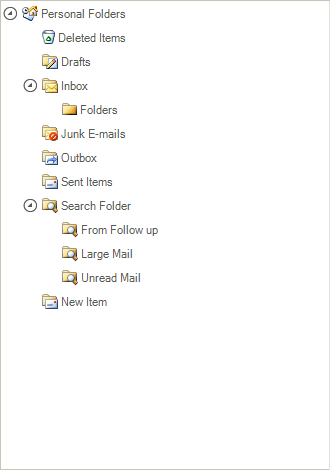 Personal Folders
Deleted Items
Drafts
Inbox
Folders
Junk E-mails
Outbox
Sent Items
Search Folder
From Follow up
Large Mail
Unread Mail
New Item